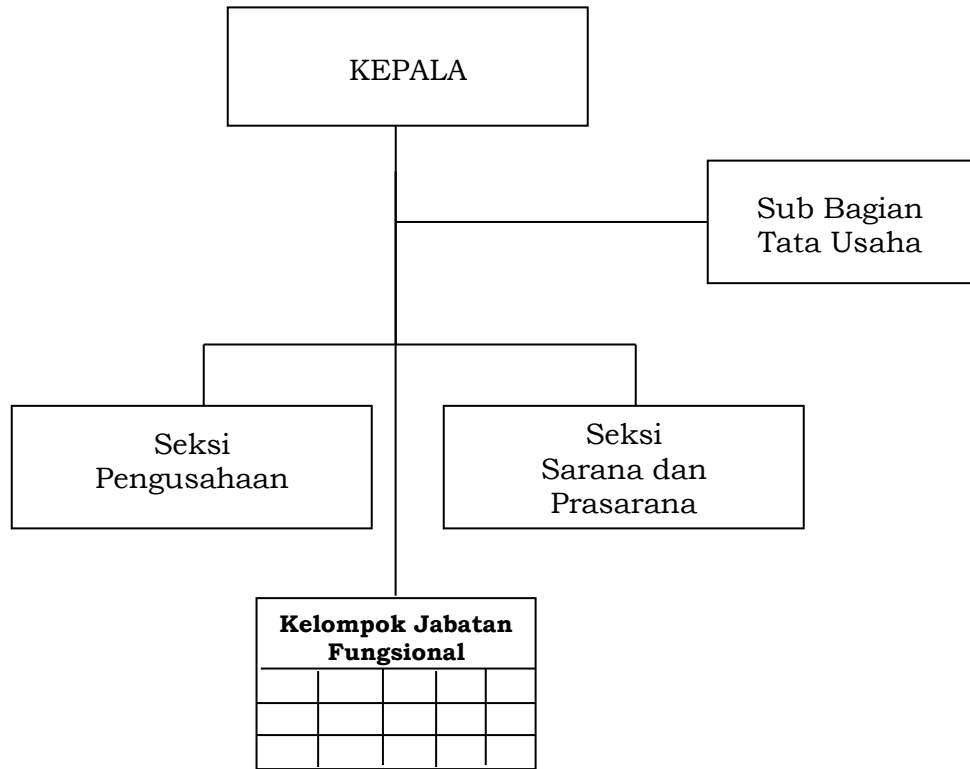 KEPALA
Sub Bagian
Tata Usaha
Seksi
Pengusahaan
Seksi
Sarana dan
Prasarana
Kelompok Jabatan
Fungsional